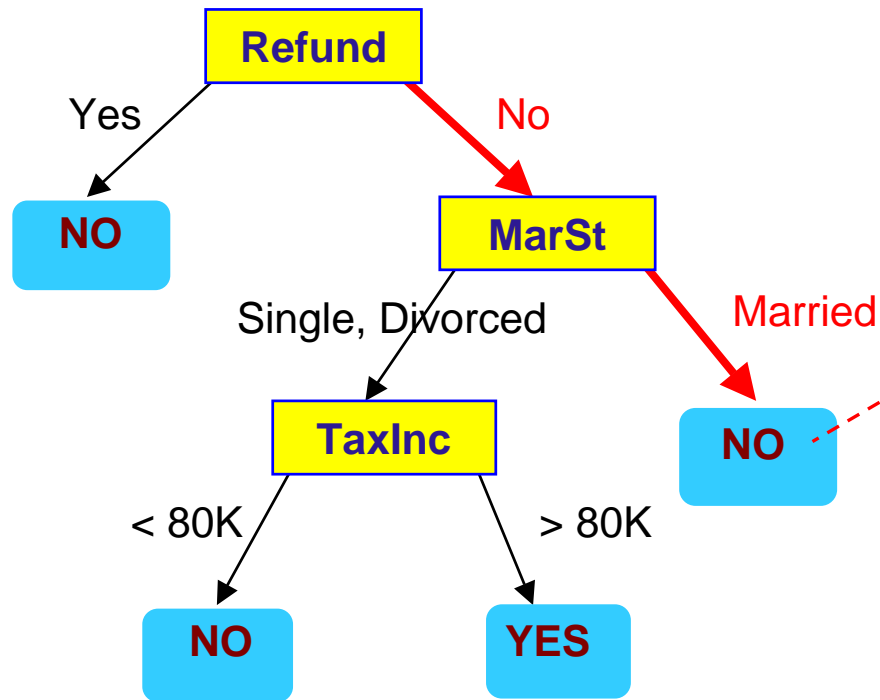 Refund
Yes
No
NO
MarSt
Single, Divorced
Married
TaxInc
NO
< 80K
> 80K
NO
YES